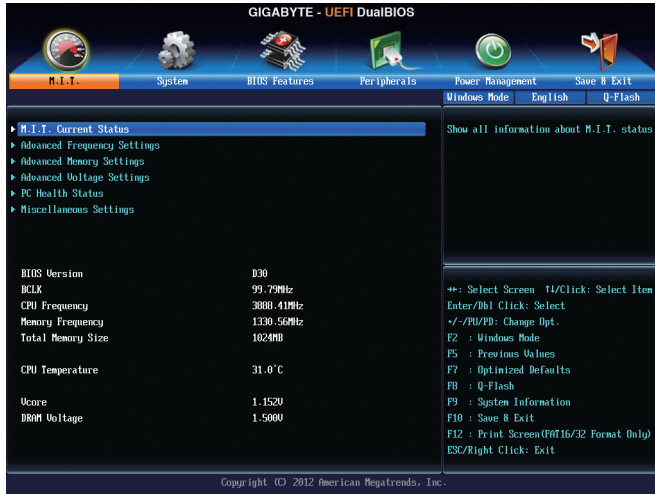 GIGABYTE - UEFI DualBIOS
M.I.T. System BIOS Features Peripherals Power Management Save & Exit
Windows Mode English Q-Flash
M.I.T. Current Status
Advanced Frequency Settings
Advanced Memory Settings
Advanced Voltage Settings
PC Health Status
Miscellaneous Settings
BIOS Version D30
BCLK 99.79MHz
CPU Frequency 3888.41MHz
Memory Frequency 1330.56MHz
Total Memory Size 1024MB
CPU Temperature 31.0°C
Vcore 1.152V
DRAM Voltage 1.500V
Show all information about M.I.T. status
→←: Select Screen ↑↓/Click: Select Item
Enter/Dbl Click: Select
+/-/PU/PD: Change Opt.
F2 : Windows Mode
F5 : Previous Values
F7 : Optimized Defaults
F8 : Q-Flash
F9 : System Information
F10 : Save & Exit
F12 : Print Screen(FAT16/32 Format Only)
ESC/Right Click: Exit
Copyright (C) 2012 American Megatrends, Inc.